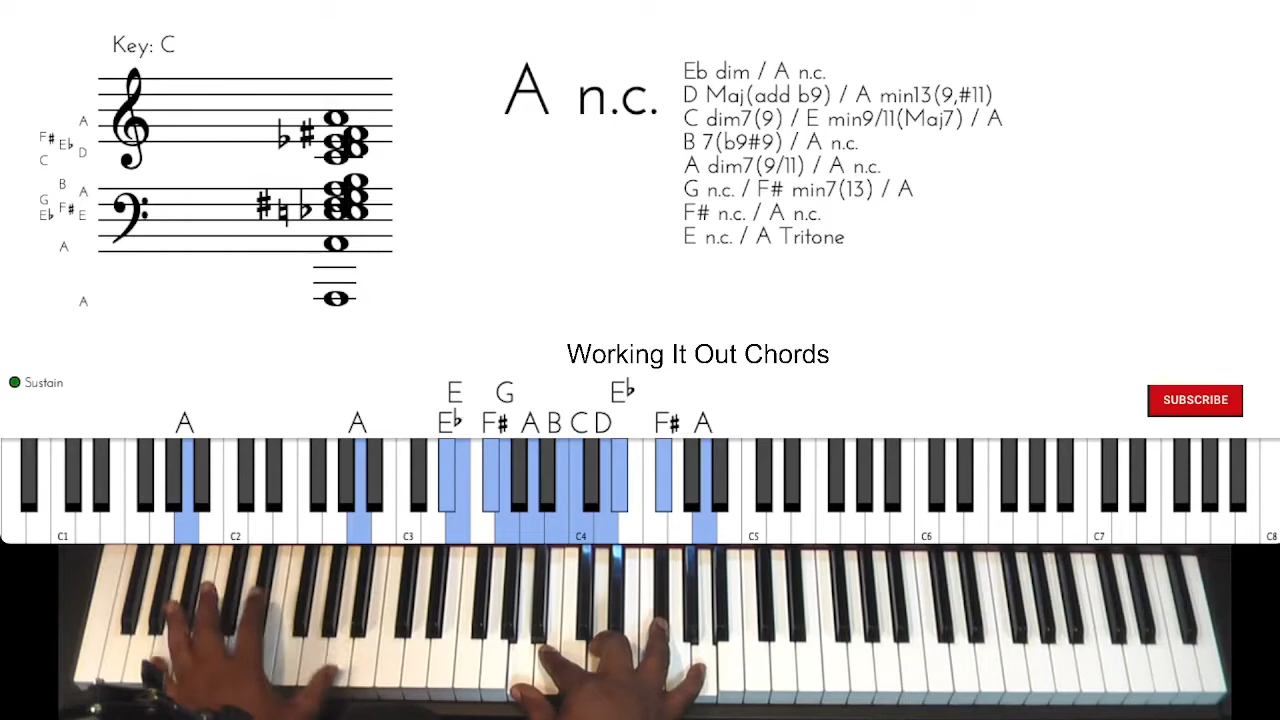 Key: C
A n.c.
Eb dim / A n.c.
D Maj(add b9) / A min13(9,#11)
C dim7(9) / E min9/11(Maj7) / A
B 7(b9#9) / A n.c.
A dim7(9/11) / A n.c.
G n.c. / F# min7(13) / A
F# n.c. / A n.c.
E n.c. / A Tritone
A
F# E♭
D
C
B
A
G
F#
E♭ E
A
A
Working It Out Chords
Sustain
SUBSCRIBE
E G E♭
A A E♭ F# A B C D F# A
C1 C2 C3 C4 C5 C6 C7 C8